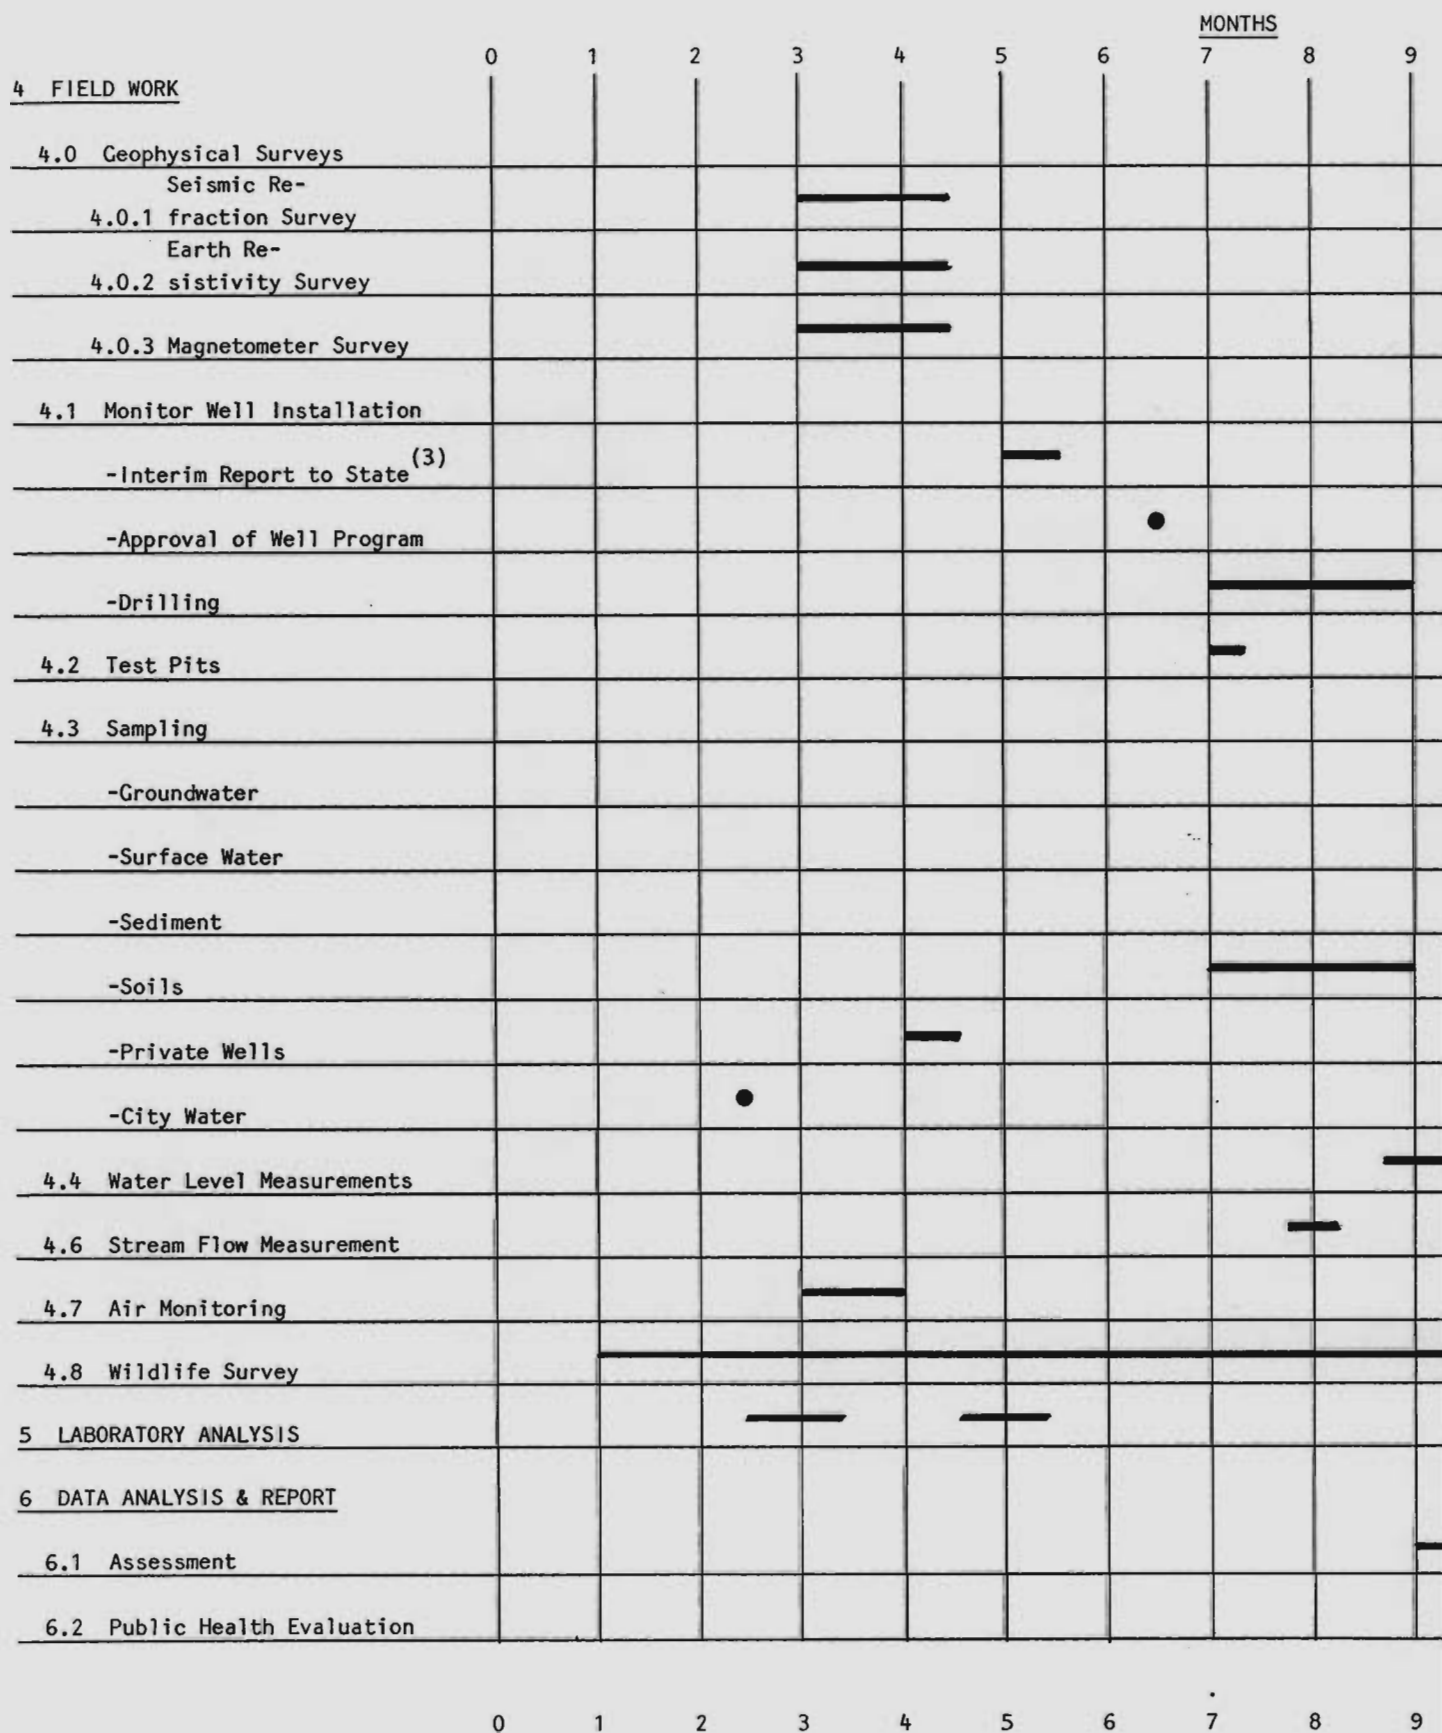 MONTHS
0 1 2 3 4 5 6 7 8 9
4 FIELD WORK
4.0 Geophysical Surveys
Seismic Re-
4.0.1 fraction Survey
Earth Re-
4.0.2 sistivity Survey
4.0.3 Magnetometer Survey
4.1 Monitor Well Installation
-Interim Report to State(3)
-Approval of Well Program
-Drilling
4.2 Test Pits
4.3 Sampling
-Groundwater
-Surface Water
-Sediment
-Soils
-Private Wells
-City Water
4.4 Water Level Measurements
4.6 Stream Flow Measurement
4.7 Air Monitoring
4.8 Wildlife Survey
5 LABORATORY ANALYSIS
6 DATA ANALYSIS & REPORT
6.1 Assessment
6.2 Public Health Evaluation
0 1 2 3 4 5 6 7 8 9